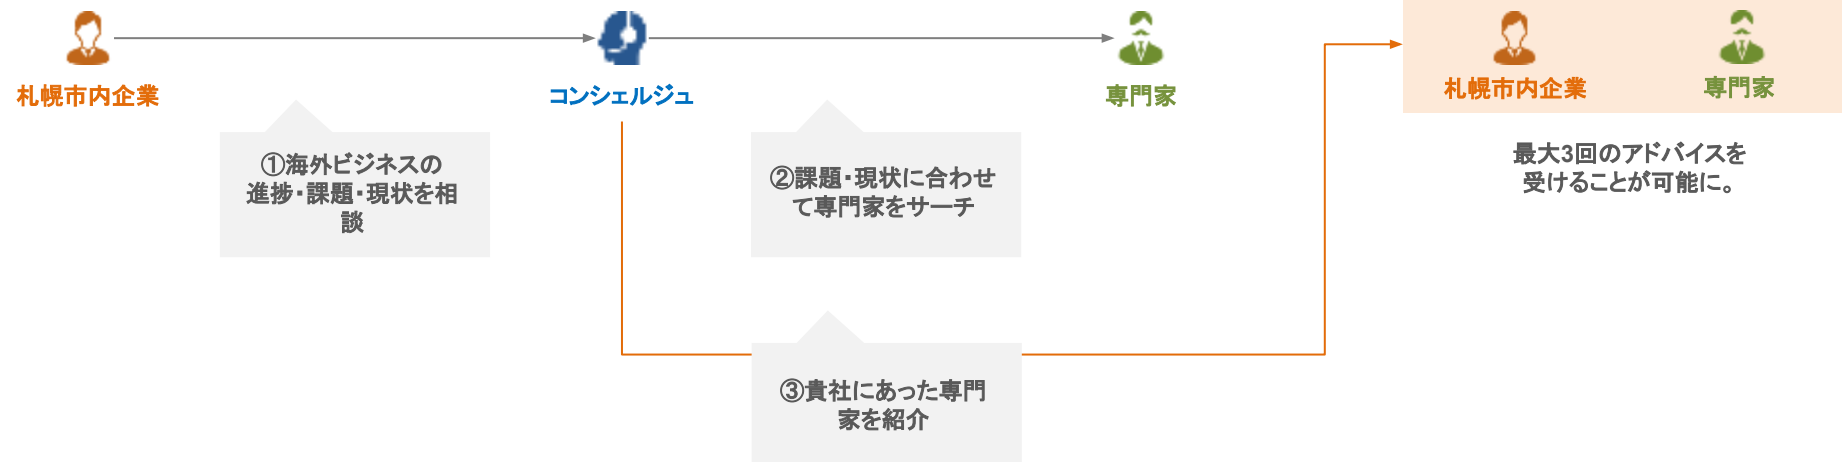 札幌市内企業
コンシェルジュ
専門家
札幌市内企業
専門家
①海外ビジネスの
進捗・課題・現状を相
談
②課題・現状に合わせ
て専門家をサーチ
最大3回のアドバイスを
受けることが可能に。
③貴社にあった専門
家を紹介